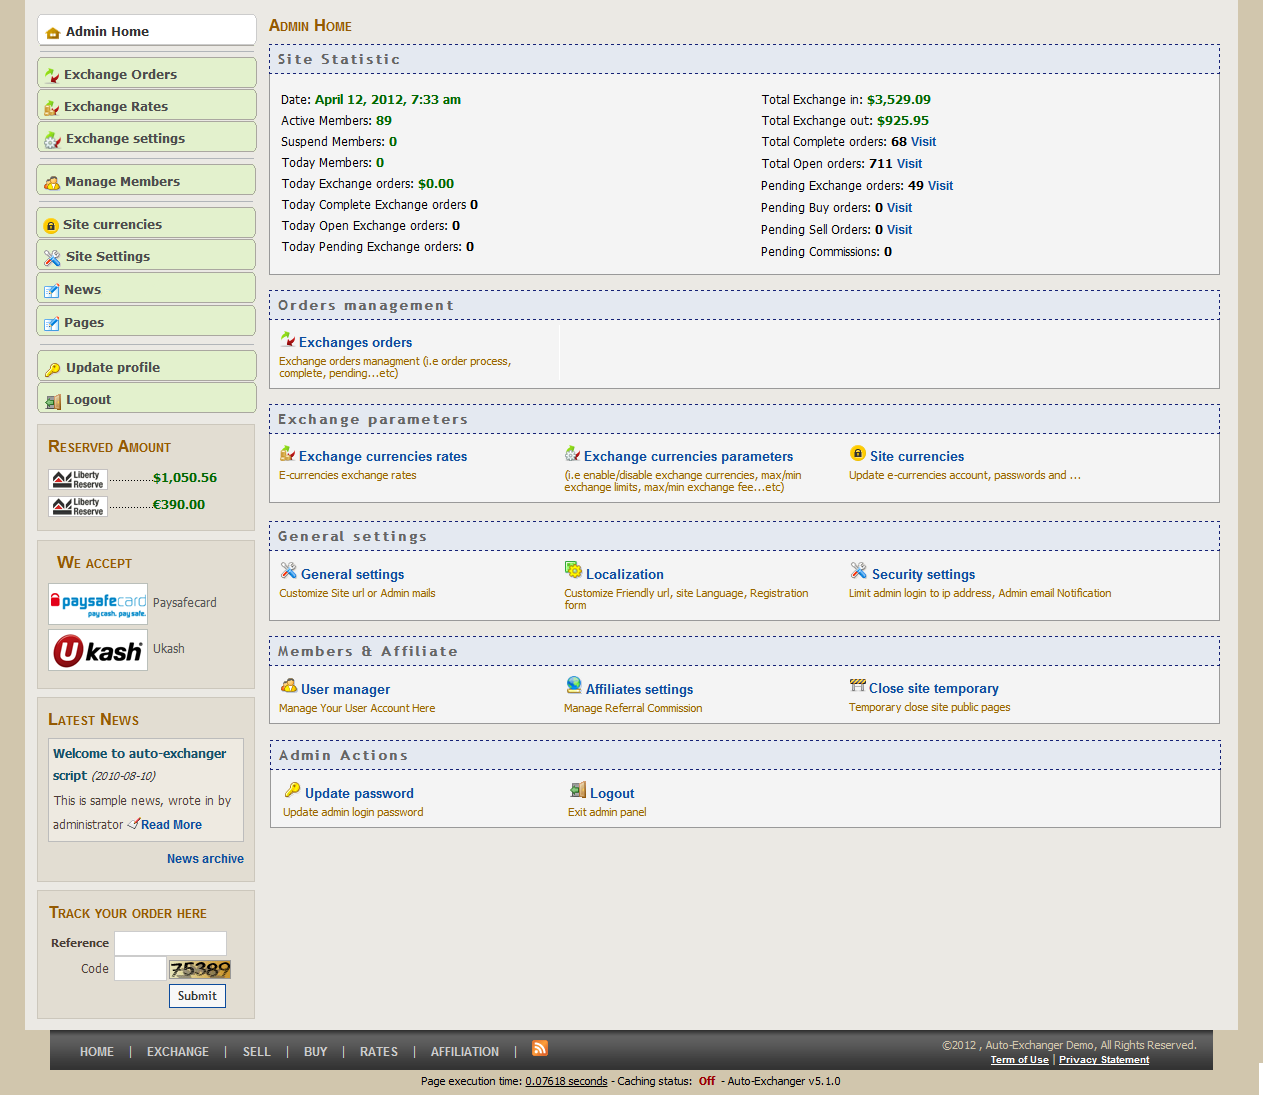 Admin Home
Exchange Orders
Exchange Rates
Exchange settings
Manage Members
Site currencies
Site Settings
News
Pages
Update profile
Logout
Reserved Amount
Liberty Reserve ..............$1,050.56
Liberty Reserve ..............€390.00
We accept
paysafecard pay cash. pay safe. Paysafecard
Ukash Ukash
Latest News
Welcome to auto-exchanger
script (2010-08-10)
This is sample news, wrote in by
administrator Read More
News archive
Track your order here
Reference
Code 75389
Submit
Admin Home
Site Statistic
Date: April 12, 2012, 7:33 am
Active Members: 89
Suspend Members: 0
Today Members: 0
Today Exchange orders: $0.00
Today Complete Exchange orders 0
Today Open Exchange orders: 0
Today Pending Exchange orders: 0
Total Exchange in: $3,529.09
Total Exchange out: $925.95
Total Complete orders: 68 Visit
Total Open orders: 711 Visit
Pending Exchange orders: 49 Visit
Pending Buy orders: 0 Visit
Pending Sell Orders: 0 Visit
Pending Commissions: 0
Orders management
Exchanges orders
Exchange orders managment (i.e order process,
complete, pending...etc)
Exchange parameters
Exchange currencies rates
E-currencies exchange rates
Exchange currencies parameters
(i.e enable/disable exchange currencies, max/min
exchange limits, max/min exchange fee...etc)
Site currencies
Update e-currencies account, passwords and ...
General settings
General settings
Customize Site url or Admin mails
Localization
Customize Friendly url, site Language, Registration
form
Security settings
Limit admin login to ip address, Admin email Notification
Members & Affiliate
User manager
Manage Your User Account Here
Affiliates settings
Manage Referral Commission
Close site temporary
Temporary close site public pages
Admin Actions
Update password
Update admin login password
Logout
Exit admin panel
HOME | EXCHANGE | SELL | BUY | RATES | AFFILIATION |
©2012 , Auto-Exchanger Demo, All Rights Reserved.
Term of Use | Privacy Statement
Page execution time: 0.07618 seconds - Caching status: Off - Auto-Exchanger v5.1.0